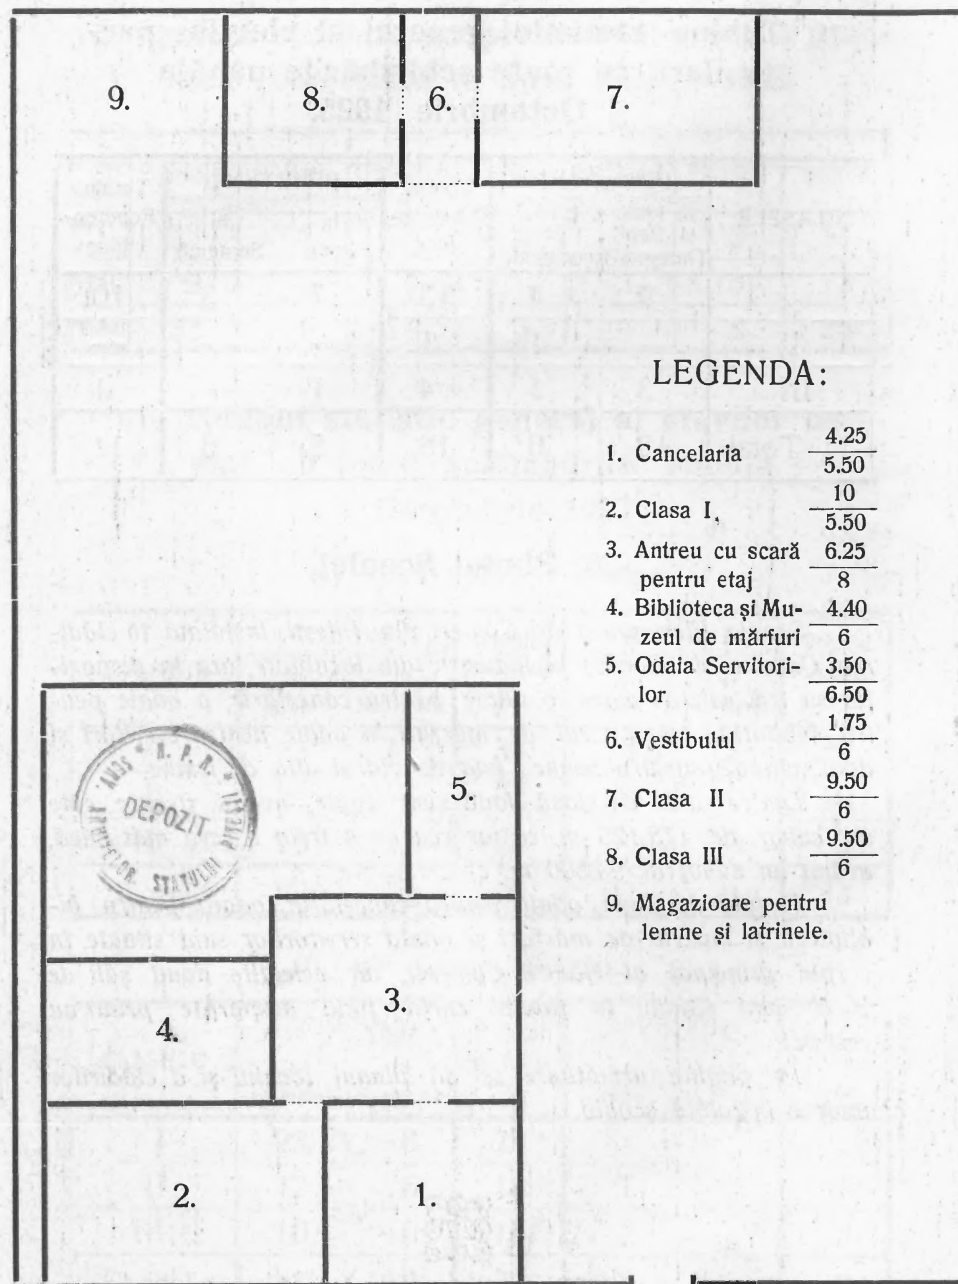 9.
8.
6.
7.
LEGENDA:
1. Cancelaria 4.25
5.50
2. Clasa I. 10
5.50
3. Antreu cu scară 6.25
pentru etaj 8
4. Biblioteca și Mu- 4.40
zeul de mărfuri 6
5. Odaia Servitori- 3.50
lor 6.50
6. Vestibulul 1.75
6
7. Clasa II 9.50
6
8. Clasa III 9.50
6
9. Magazioare pentru
lemne și latrinele.
5.
DEPOZIT
STATULUI
3.
4.
2.
1.